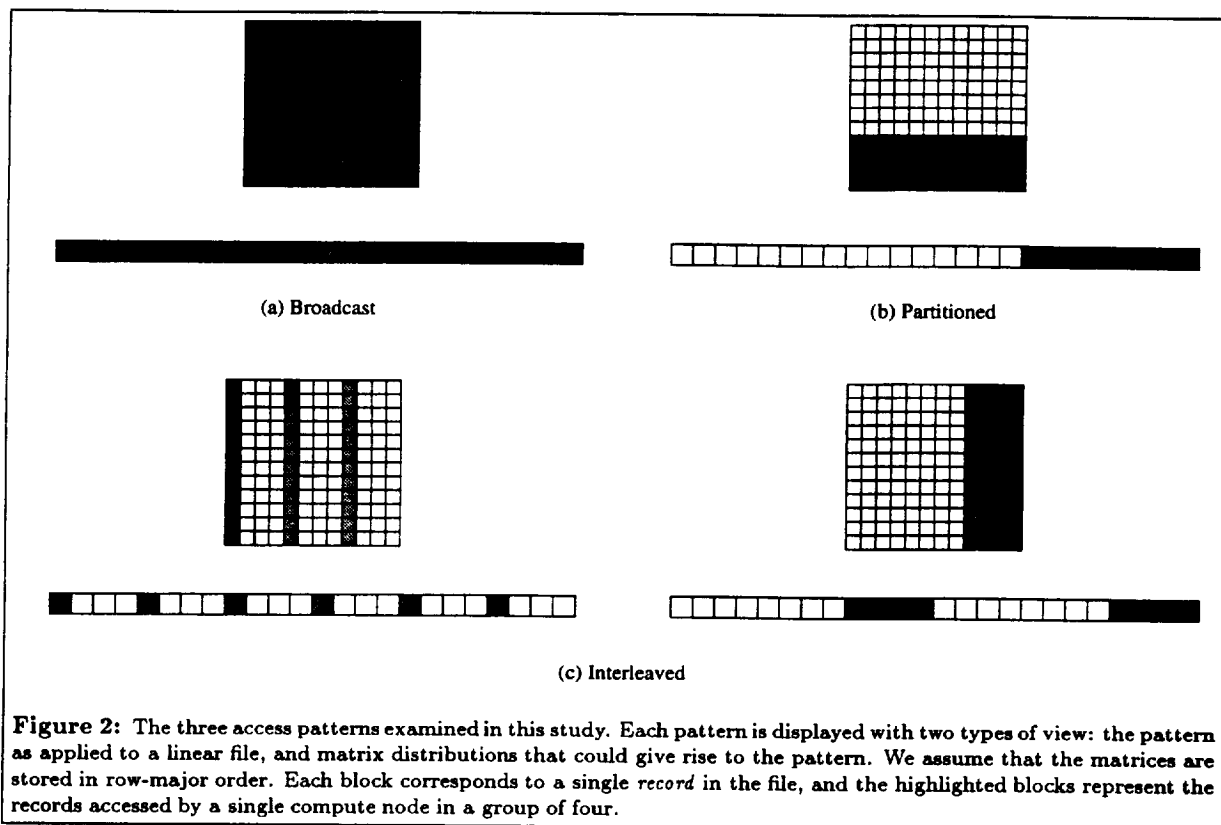 (a) Broadcast
(b) Partitioned
(c) Interleaved
Figure 2: The three access patterns examined in this study. Each pattern is displayed with two types of view: the pattern
as applied to a linear file, and matrix distributions that could give rise to the pattern. We assume that the matrices are
stored in row-major order. Each block corresponds to a single record in the file, and the highlighted blocks represent the
records accessed by a single compute node in a group of four.